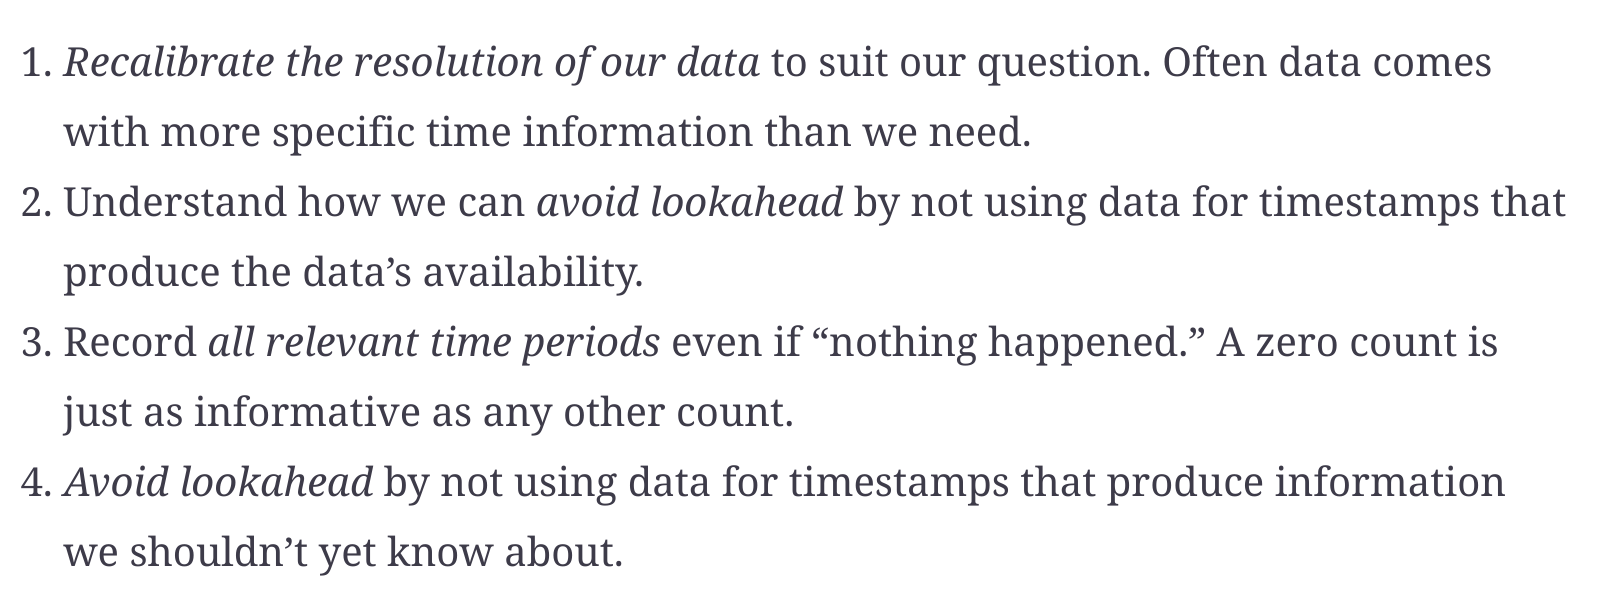 1. Recalibrate the resolution of our data to suit our question. Often data comes
with more specific time information than we need.
2. Understand how we can avoid lookahead by not using data for timestamps that
produce the data’s availability.
3. Record all relevant time periods even if “nothing happened.” A zero count is
just as informative as any other count.
4. Avoid lookahead by not using data for timestamps that produce information
we shouldn’t yet know about.